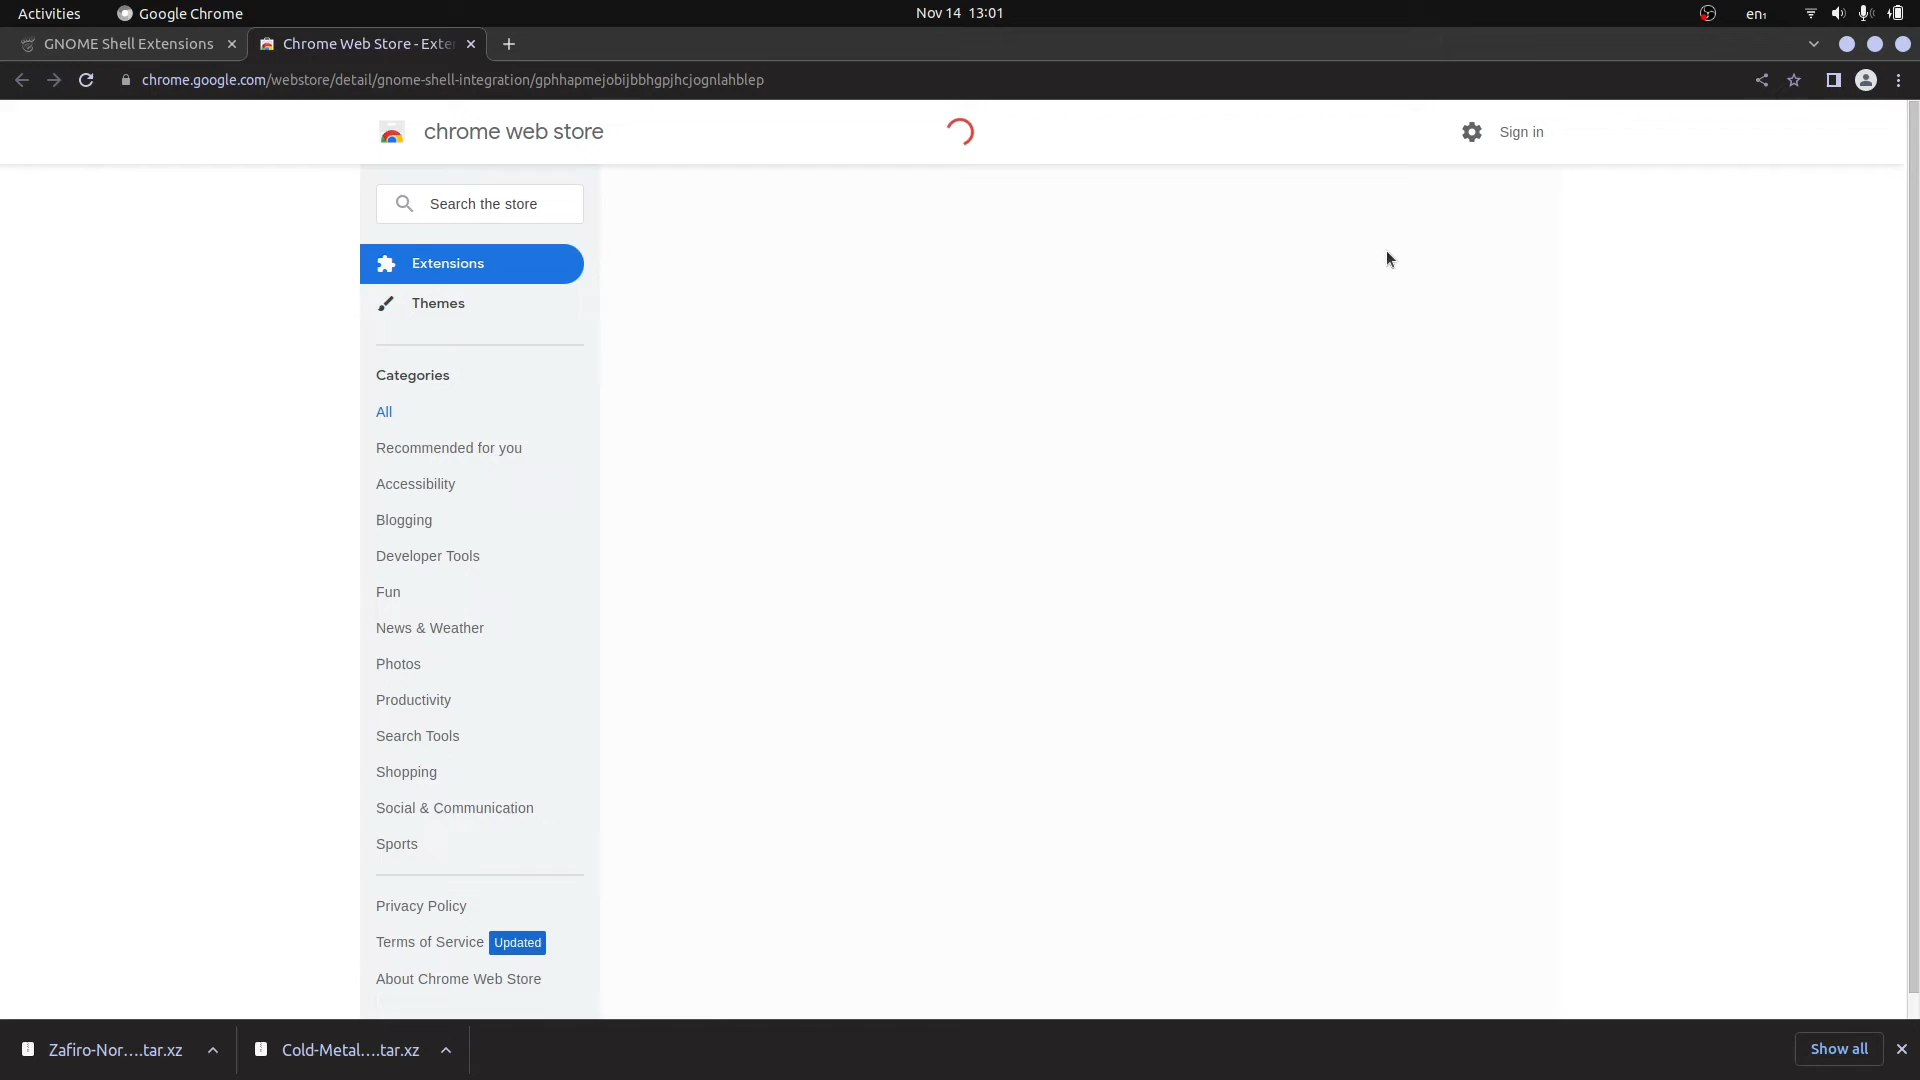 Activities
Google Chrome
Nov 14 13:01
en₁
GNOME Shell Extensions
Chrome Web Store - Exte
chrome.google.com/webstore/detail/gnome-shell-integration/gphhapmejobijbbhgpjhcjognlahblep
chrome web store
Sign in
Search the store
Extensions
Themes
Categories
All
Recommended for you
Accessibility
Blogging
Developer Tools
Fun
News & Weather
Photos
Productivity
Search Tools
Shopping
Social & Communication
Sports
Privacy Policy
Terms of Service Updated
About Chrome Web Store
Zafiro-Nor....tar.xz
Cold-Metal....tar.xz
Show all